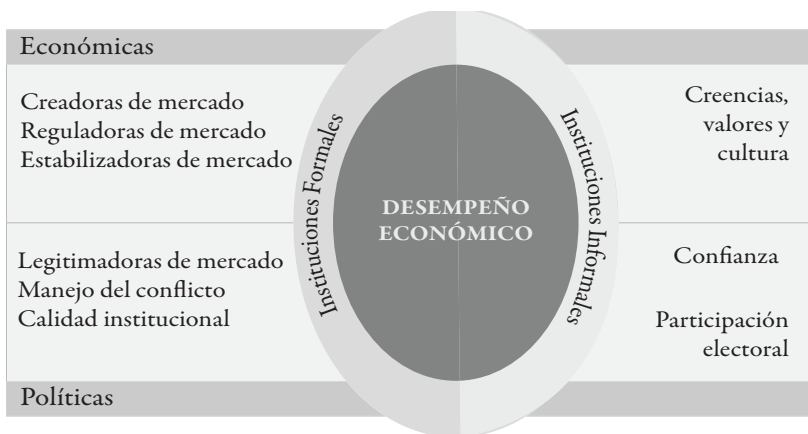 Económicas
Creadoras de mercado
Reguladoras de mercado
Estabilizadoras de mercado
Legitimadoras de mercado
Manejo del conflicto
Calidad institucional
Políticas
Instituciones Formales
DESEMPEÑO
ECONÓMICO
Instituciones Informales
Creencias,
valores y
cultura
Confianza
Participación
electoral